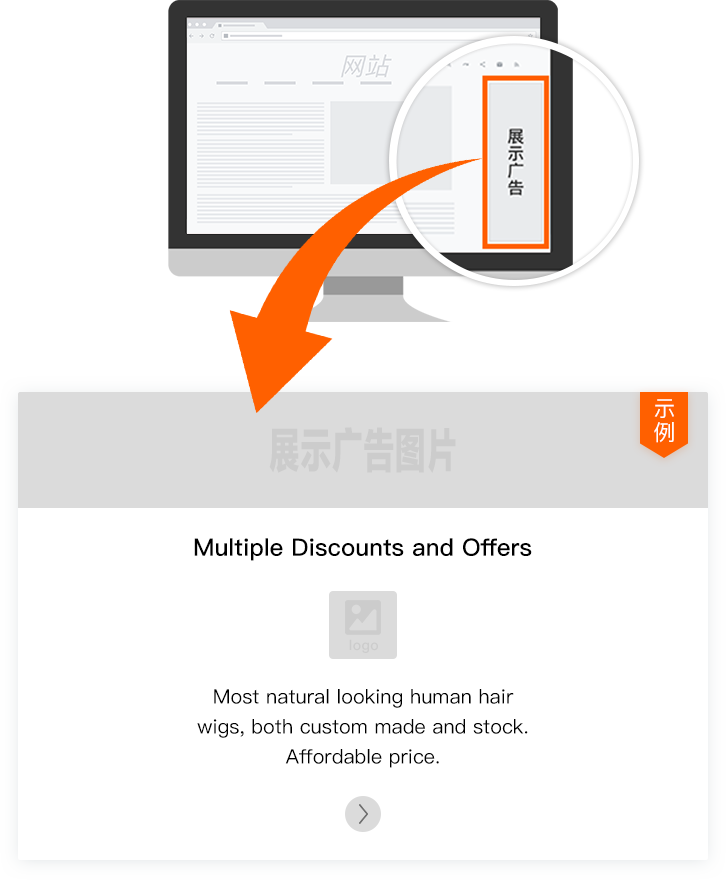 网站
展示广告
展示广告图片
示例
Multiple Discounts and Offers
logo
Most natural looking human hair
wigs, both custom made and stock.
Affordable price.